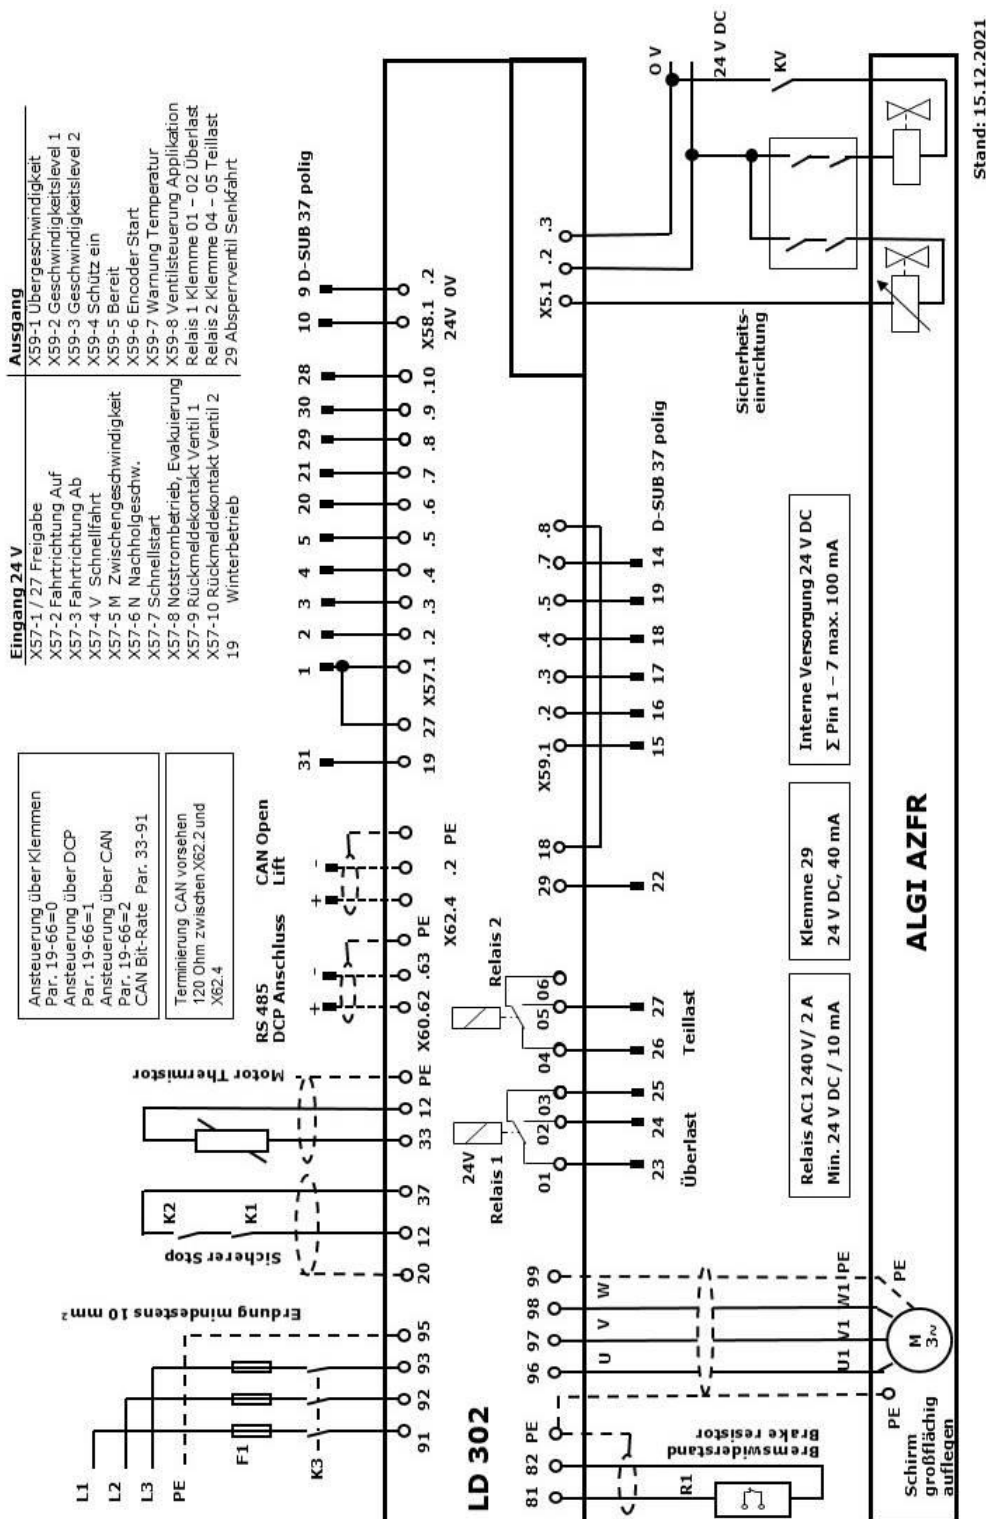 Eingang 24 V
X57-1 / 27 Freigabe
X57-2 Fahrtrichtung Auf
X57-3 Fahrtrichtung Ab
X57-4 V Schnellfahrt
X57-5 M Zwischengeschwindigkeit
X57-6 N Nachholgeschw.
X57-7 Schnellstart
X57-8 Notstrombetrieb, Evakuierung
X57-9 Rückmeldekontakt Ventil 1
X57-10 Rückmeldekontakt Ventil 2
19 Winterbetrieb
Ausgang
X59-1 Übergeschwindigkeit
X59-2 Geschwindigkeitslevel 1
X59-3 Geschwindigkeitslevel 2
X59-4 Schütz ein
X59-5 Bereit
X59-6 Encoder Start
X59-7 Warnung Temperatur
X59-8 Ventilsteuerung Applikation
Relais 1 Klemme 01 – 02 Überlast
Relais 2 Klemme 04 – 05 Teillast
29 Absperrventil Senkfahrt
Ansteuerung über Klemmen
Par. 19-66=0
Ansteuerung über DCP
Par. 19-66=1
Ansteuerung über CAN
Par. 19-66=2
CAN Bit-Rate Par. 33-91
Terminierung CAN vorsehen
120 Ohm zwischen X62.2 und
X62.4
L1
L2
L3
PE
F1
K3
Erdung mindestens 10 mm²
Sicherer Stop
K2
K1
Motor Thermistor
RS 485
DCP Anschluss
+ -
CAN Open
Lift
+ -
31 1 2 3 4 5 20 21 29 30 28 10 9 D-SUB 37 polig
91 92 93 95 20 12 37 33 12 PE X60.62 .63 PE X62.4 .2 PE 19 27 X57.1 .2 .3 .4 .5 .6 .7 .8 .9 .10 X58.1 .2
24V 0V
LD 302
24V
Relais 1
Relais 2
81 82 PE 96 97 98 99 01 02 03 04 05 06 29 18 X59.1 .2 .3 .4 .5 .7 .8 X5.1 .2 .3
U V W
23 24 25 26 27 22 15 16 17 18 19 14 D-SUB 37 polig
Überlast
Teillast
R1
Bremswiderstand
Brake resistor
0 V
24 V DC
KV
Sicherheits-
einrichtung
Relais AC1 240 V/ 2 A
Min. 24 V DC / 10 mA
Klemme 29
24 V DC, 40 mA
Interne Versorgung 24 V DC
Σ Pin 1 – 7 max. 100 mA
U1 V1 W1 PE
PE
PE
M
3~
Schirm
großflächig
auflegen
ALGI AZFR
Stand: 15.12.2021